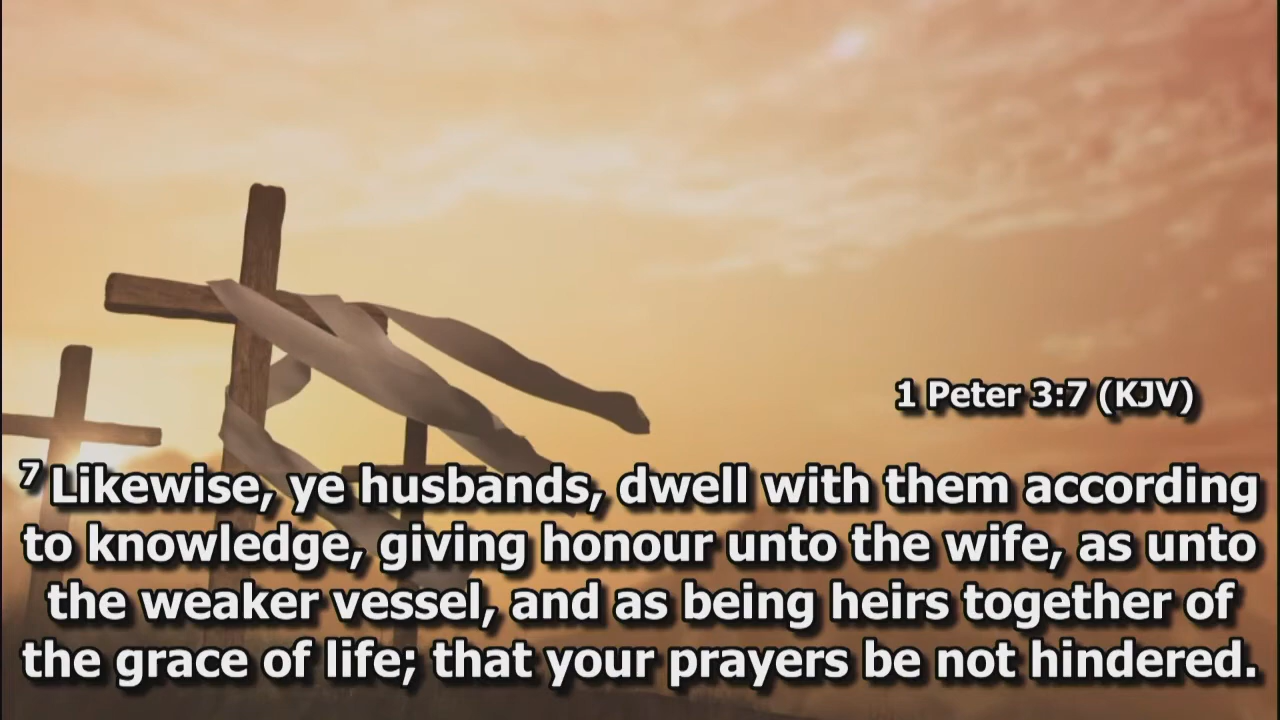 1 Peter 3:7 (KJV)
7 Likewise, ye husbands, dwell with them according
to knowledge, giving honour unto the wife, as unto
the weaker vessel, and as being heirs together of
the grace of life; that your prayers be not hindered.